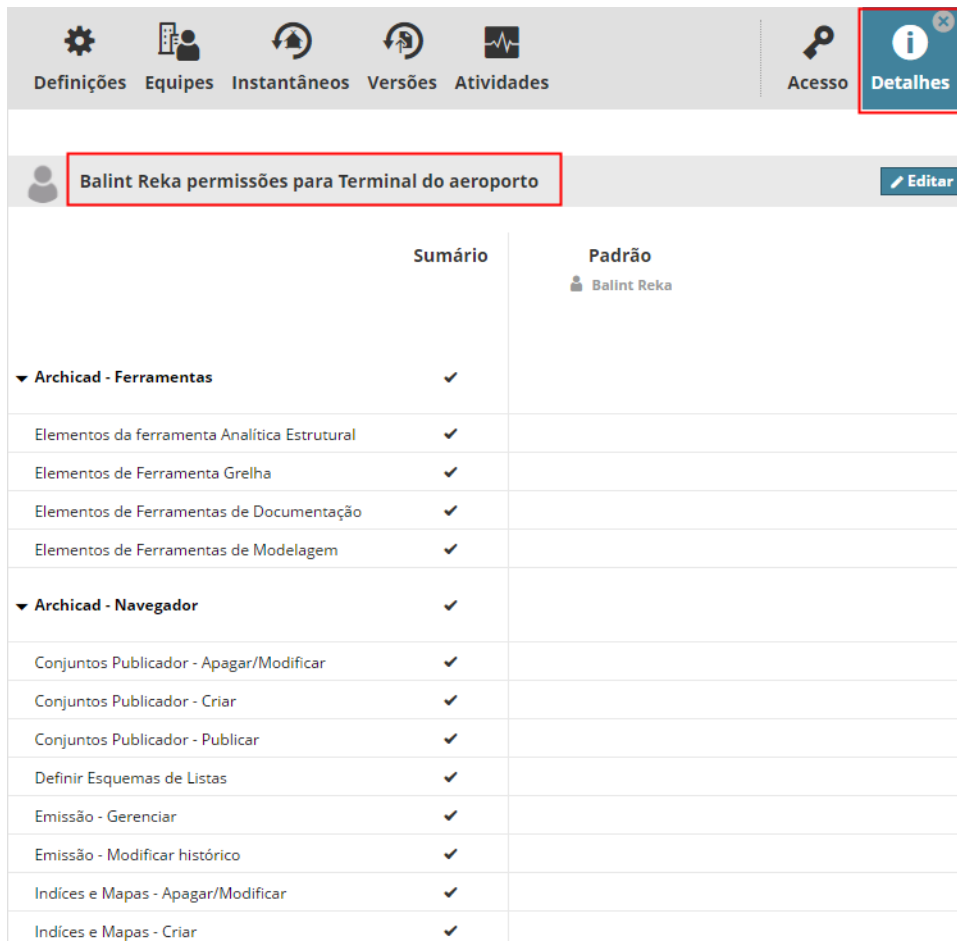 Definições Equipes Instantâneos Versões Atividades Acesso Detalhes
Balint Reka permissões para Terminal do aeroporto Editar
Sumário Padrão
Balint Reka
Archicad - Ferramentas
Elementos da ferramenta Analítica Estrutural
Elementos de Ferramenta Grelha
Elementos de Ferramentas de Documentação
Elementos de Ferramentas de Modelagem
Archicad - Navegador
Conjuntos Publicador - Apagar/Modificar
Conjuntos Publicador - Criar
Conjuntos Publicador - Publicar
Definir Esquemas de Listas
Emissão - Gerenciar
Emissão - Modificar histórico
Indíces e Mapas - Apagar/Modificar
Indíces e Mapas - Criar